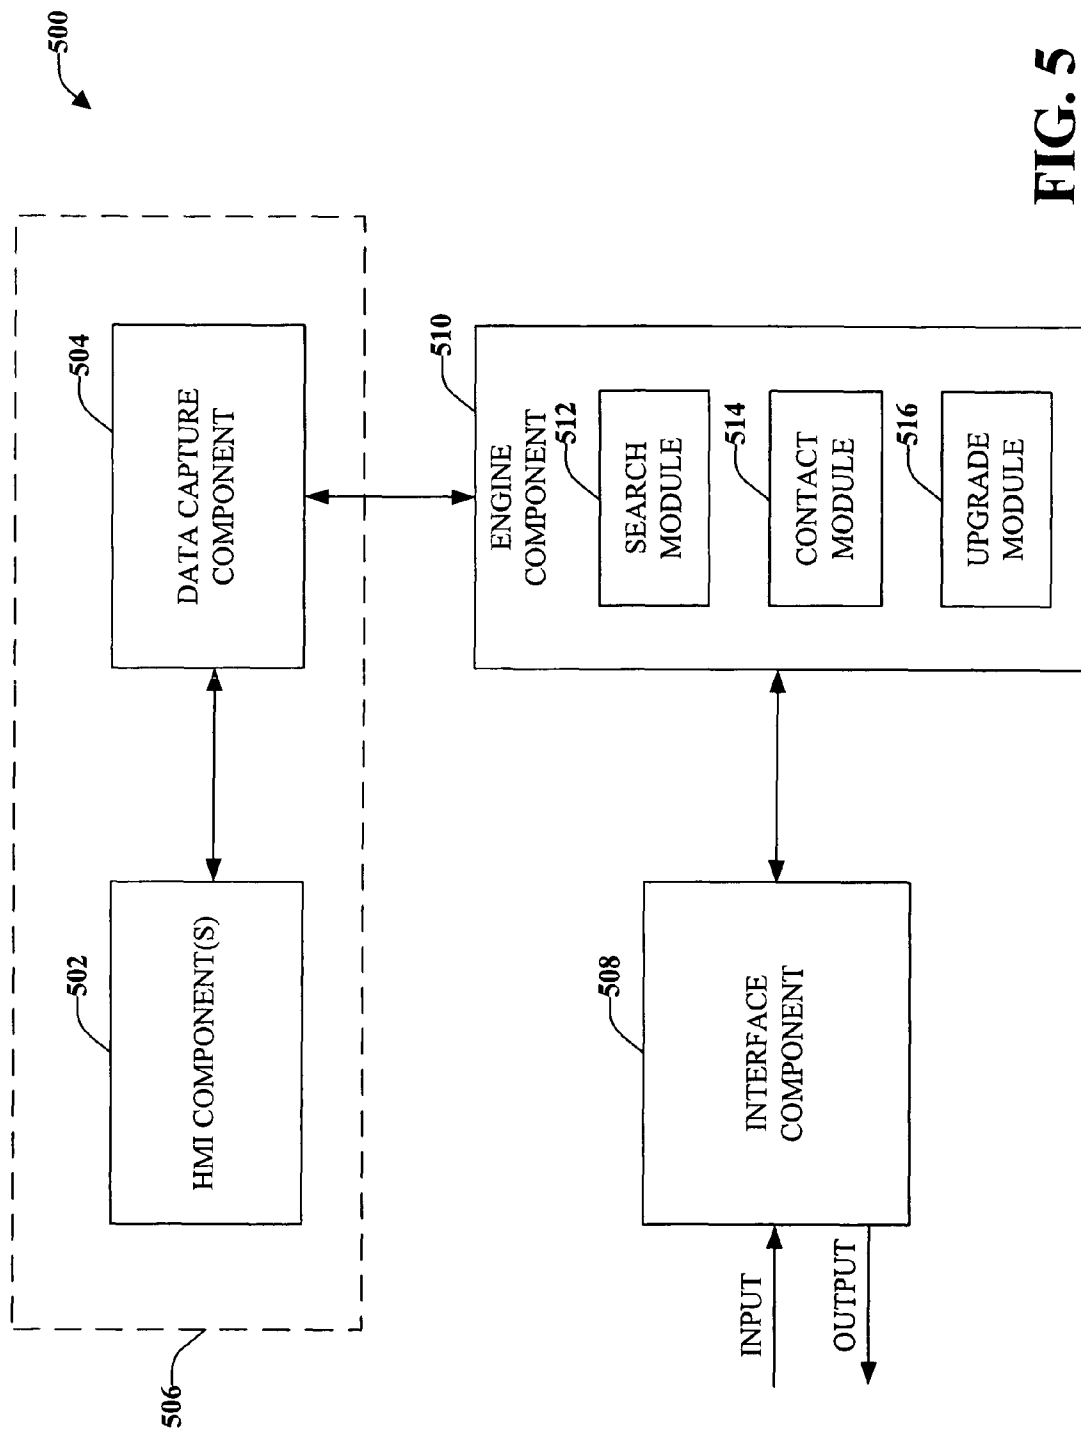 500
506
502
HMI COMPONENT(S)
504
DATA CAPTURE
COMPONENT
508
INTERFACE
COMPONENT
INPUT
OUTPUT
510
ENGINE
COMPONENT
512
SEARCH
MODULE
514
CONTACT
MODULE
516
UPGRADE
MODULE
FIG. 5